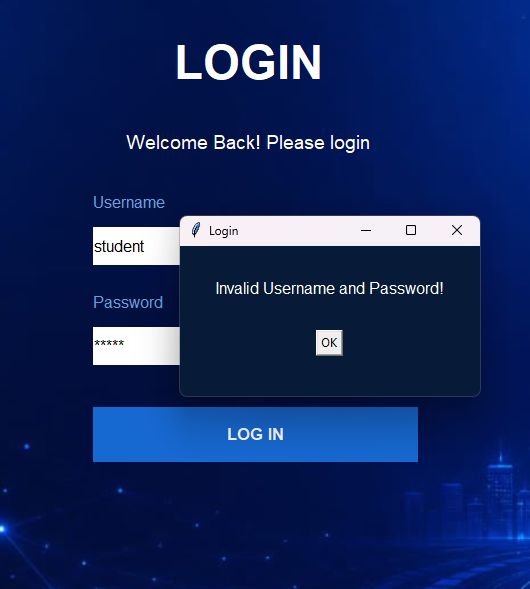 LOGIN
Welcome Back! Please login
Username
Login
student
Invalid Username and Password!
Password
OK
*****
LOG IN